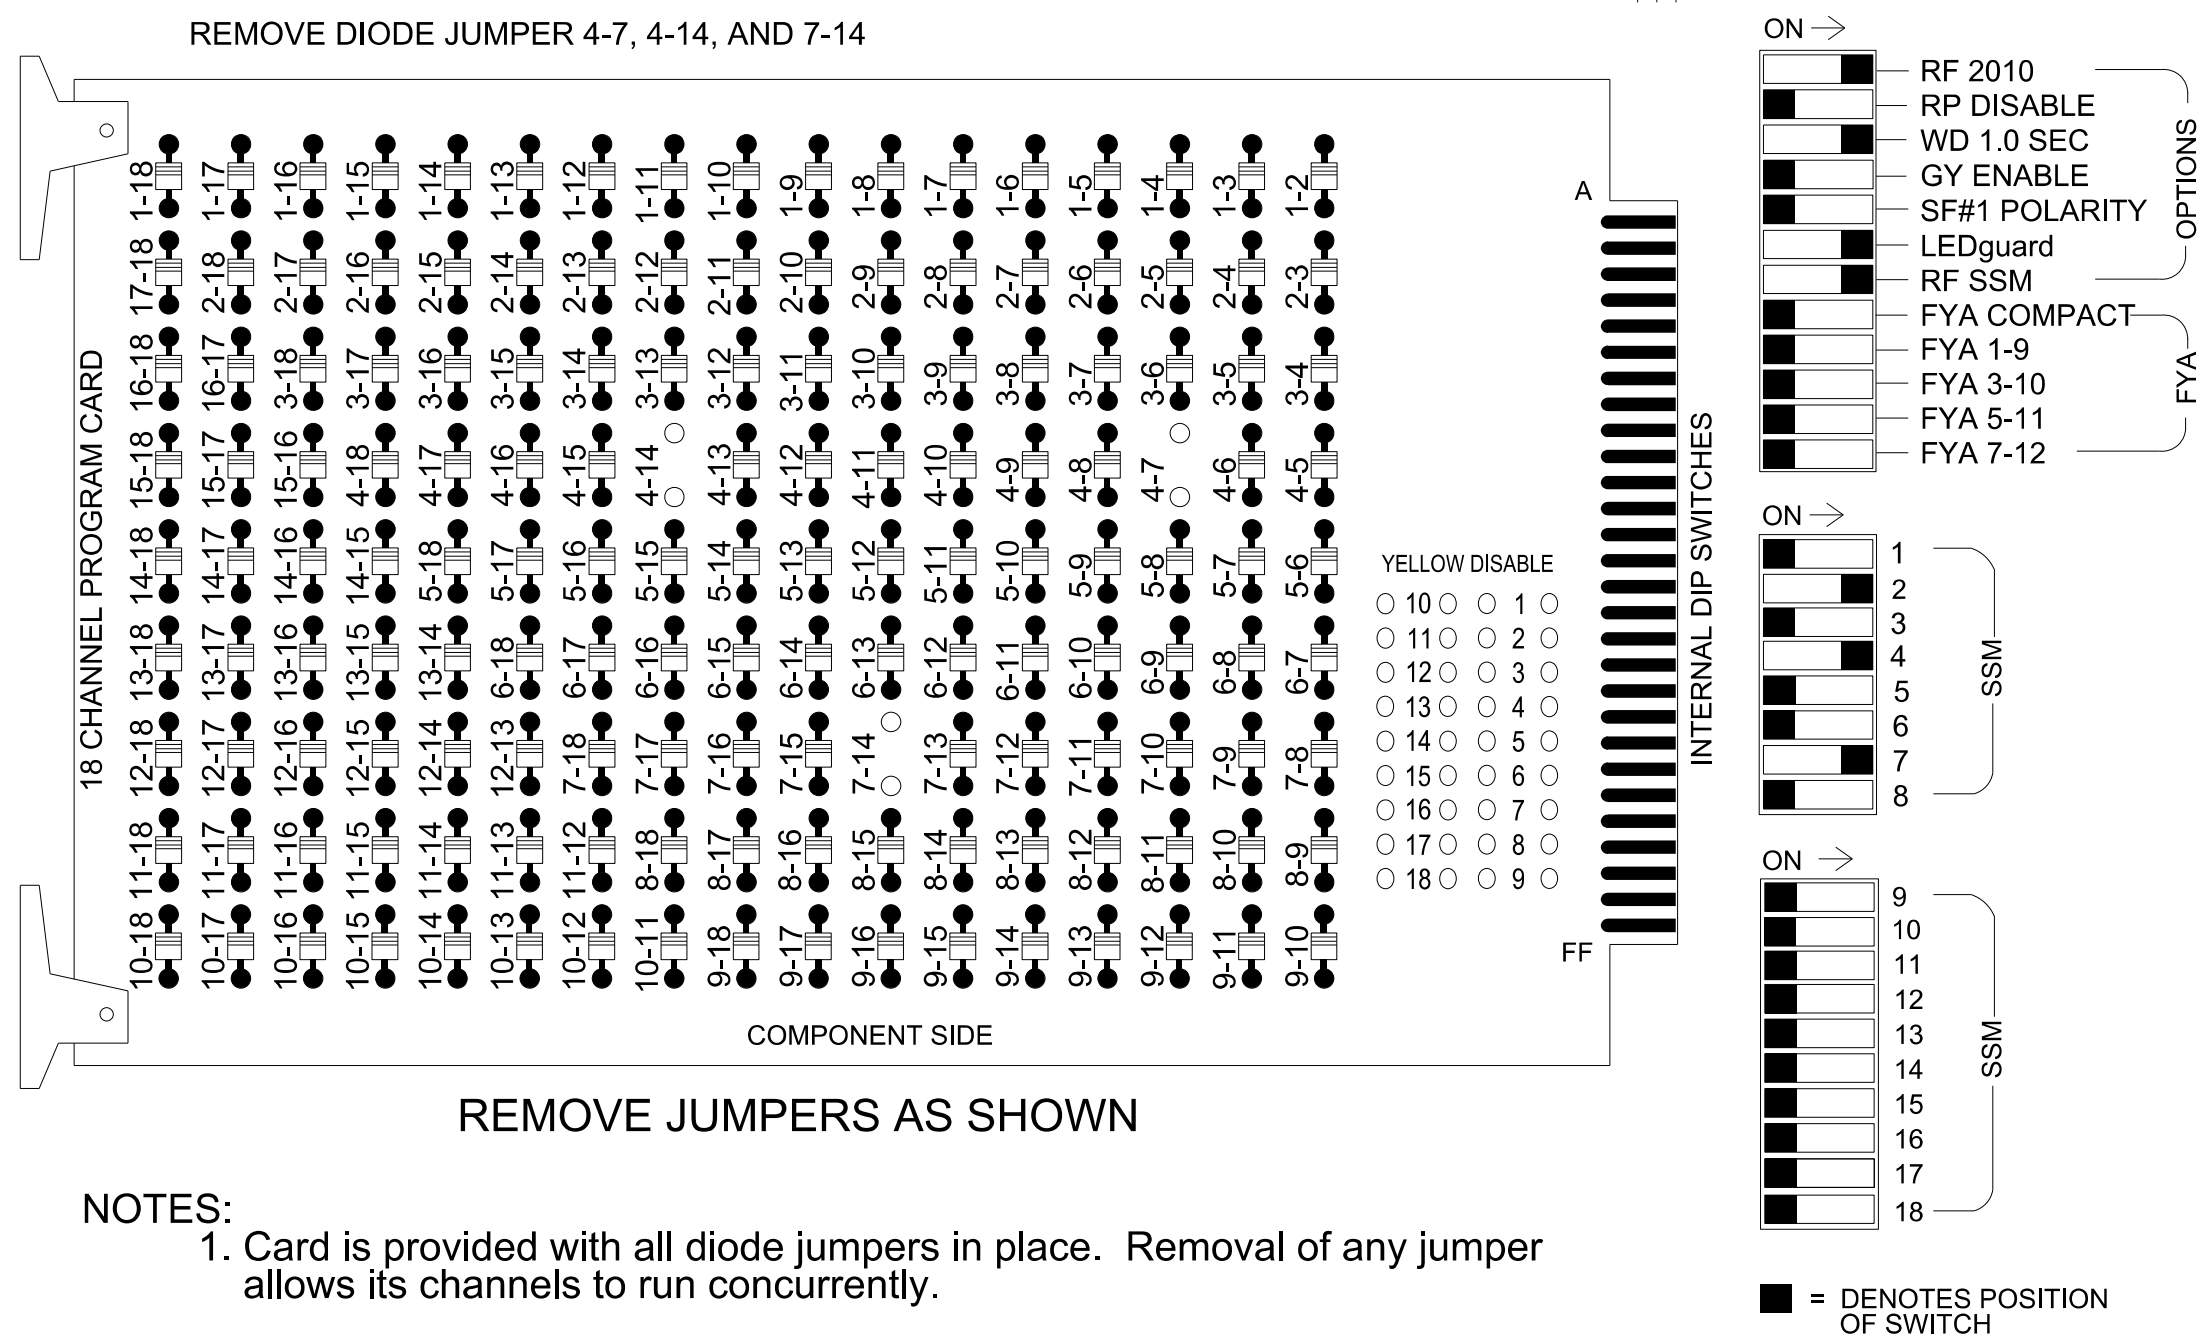 REMOVE DIODE JUMPER 4-7, 4-14, AND 7-14
18 CHANNEL PROGRAM CARD
1-18 1-17 1-16 1-15 1-14 1-13 1-12 1-11 1-10 1-9 1-8 1-7 1-6 1-5 1-4 1-3 1-2
17-18 2-18 2-17 2-16 2-15 2-14 2-13 2-12 2-11 2-10 2-9 2-8 2-7 2-6 2-5 2-4 2-3
16-18 16-17 3-18 3-17 3-16 3-15 3-14 3-13 3-12 3-11 3-10 3-9 3-8 3-7 3-6 3-5 3-4
15-18 15-17 15-16 4-18 4-17 4-16 4-15 4-14 4-13 4-12 4-11 4-10 4-9 4-8 4-7 4-6 4-5
14-18 14-17 14-16 14-15 5-18 5-17 5-16 5-15 5-14 5-13 5-12 5-11 5-10 5-9 5-8 5-7 5-6
13-18 13-17 13-16 13-15 13-14 6-18 6-17 6-16 6-15 6-14 6-13 6-12 6-11 6-10 6-9 6-8 6-7
12-18 12-17 12-16 12-15 12-14 12-13 7-18 7-17 7-16 7-15 7-14 7-13 7-12 7-11 7-10 7-9 7-8
11-18 11-17 11-16 11-15 11-14 11-13 11-12 8-18 8-17 8-16 8-15 8-14 8-13 8-12 8-11 8-10 8-9
10-18 10-17 10-16 10-15 10-14 10-13 10-12 10-11 9-18 9-17 9-16 9-15 9-14 9-13 9-12 9-11 9-10
A
YELLOW DISABLE
10 1
11 2
12 3
13 4
14 5
15 6
16 7
17 8
18 9
FF
COMPONENT SIDE
INTERNAL DIP SWITCHES
ON
RF 2010
RP DISABLE
WD 1.0 SEC
GY ENABLE
SF#1 POLARITY
LEDguard
RF SSM
OPTIONS
FYA COMPACT
FYA 1-9
FYA 3-10
FYA 5-11
FYA 7-12
FYA
ON
1
2
3
4
5
6
7
8
SSM
ON
9
10
11
12
13
14
15
16
17
18
SSM
REMOVE JUMPERS AS SHOWN
NOTES:
1. Card is provided with all diode jumpers in place. Removal of any jumper
allows its channels to run concurrently.
= DENOTES POSITION
OF SWITCH